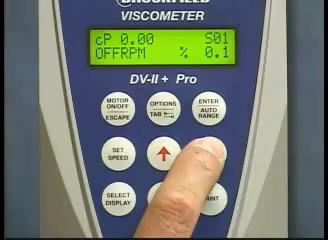 BROOKFIELD
VISCOMETER
cP 0.00 S01
OFFRPM % 0.1
DV-II+ Pro
MOTOR
ON/OFF
ESCAPE
OPTIONS
TAB
ENTER
AUTO
RANGE
SET
SPEED
SELECT
DISPLAY